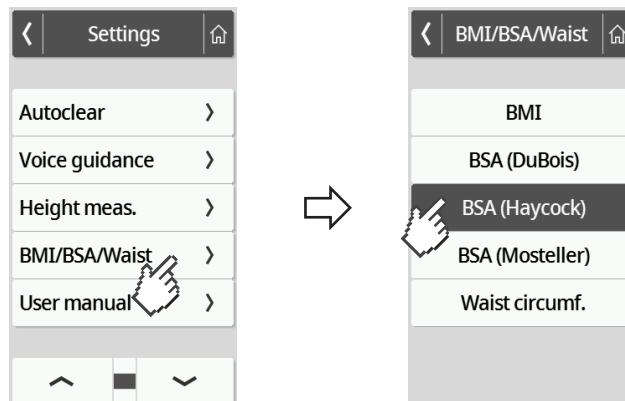 Settings
Autoclear
Voice guidance
Height meas.
BMI/BSA/Waist
User manual
BMI/BSA/Waist
BMI
BSA (DuBois)
BSA (Haycock)
BSA (Mosteller)
Waist circumf.